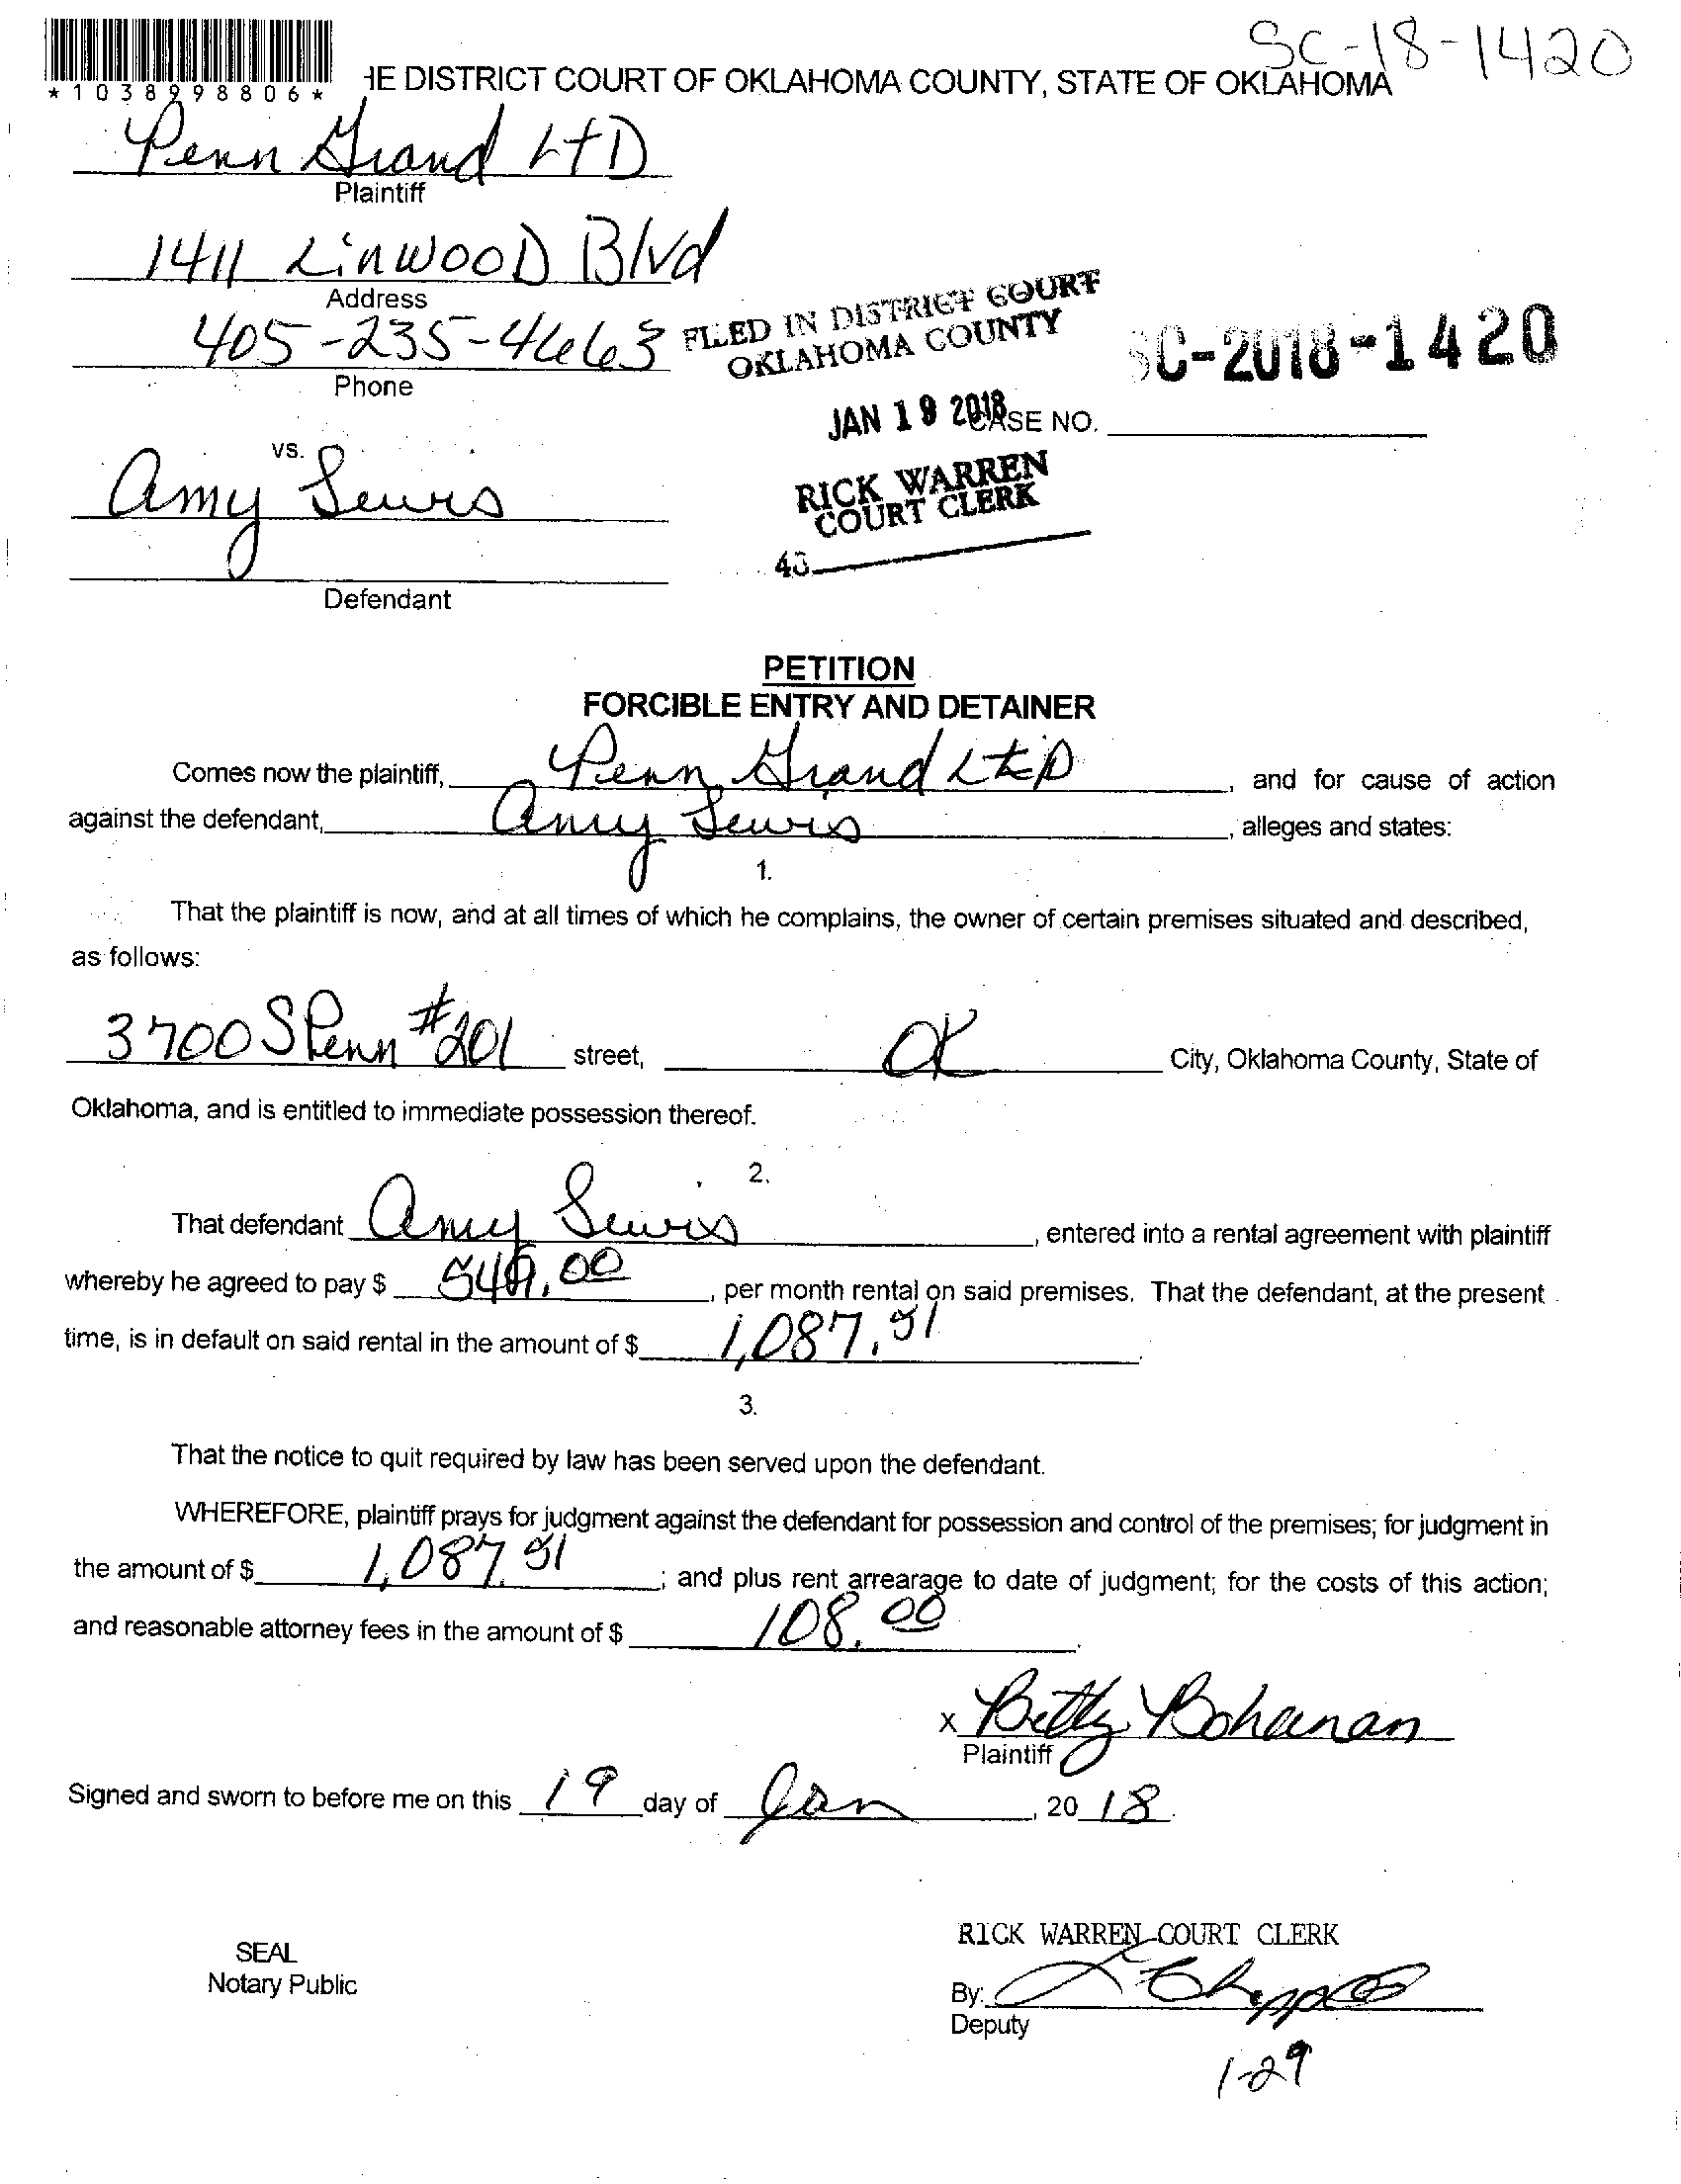 SC-18-1420
*1038998806*
HE DISTRICT COURT OF OKLAHOMA COUNTY, STATE OF OKLAHOMA
Penn Grand LTD
Plaintiff
1411 Linwood Blvd
Address
405-235-4663
Phone
FILED IN DISTRICT COURT
OKLAHOMA COUNTY
SC-2018-1420
JAN 19 2018
CASE NO.
vs.
Amy Lewis
RICK WARREN
COURT CLERK
Defendant
PETITION
FORCIBLE ENTRY AND DETAINER
Comes now the plaintiff, Penn Grand LTD, and for cause of action
against the defendant, Amy Lewis, alleges and states:
1.
That the plaintiff is now, and at all times of which he complains, the owner of certain premises situated and described,
as follows:
3700 S Penn #201 street, OK City, Oklahoma County, State of
Oklahoma, and is entitled to immediate possession thereof.
2.
That defendant Amy Lewis, entered into a rental agreement with plaintiff
whereby he agreed to pay $ 549.00, per month rental on said premises. That the defendant, at the present
time, is in default on said rental in the amount of $ 1,087.51.
3.
That the notice to quit required by law has been served upon the defendant.
WHEREFORE, plaintiff prays for judgment against the defendant for possession and control of the premises; for judgment in
the amount of $ 1,087.51; and plus rent arrearage to date of judgment; for the costs of this action;
and reasonable attorney fees in the amount of $ 108.00.
x Betty Bohanan
Plaintiff
Signed and sworn to before me on this 19 day of Jan, 20 18.
RICK WARREN COURT CLERK
SEAL
Notary Public
By:
Deputy
1-29